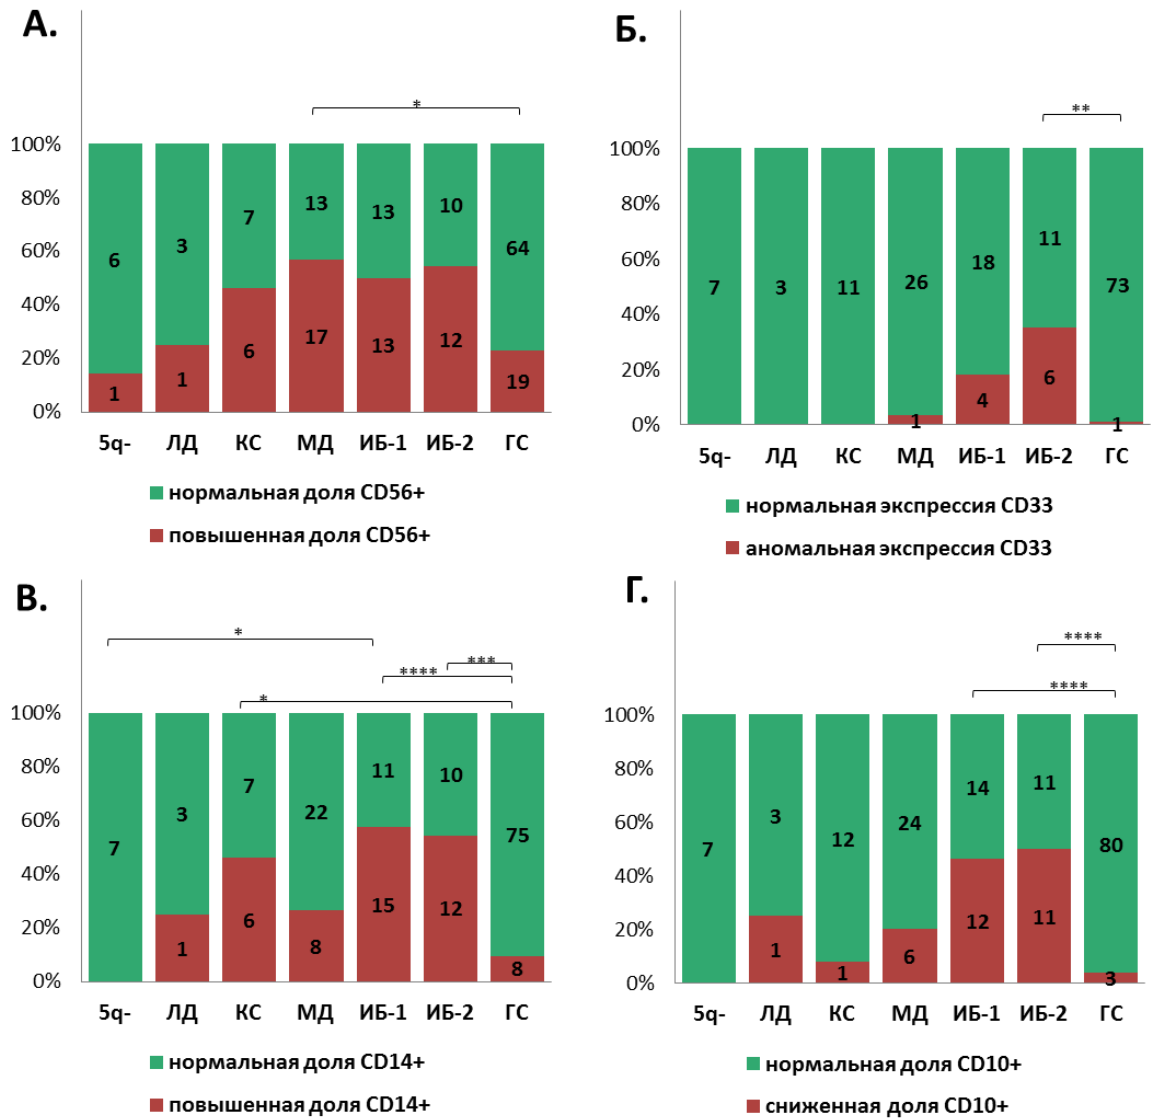 А.
*
100%
80%
60%
40%
20%
0%
6 3 7 13 13 10 64
1 1 6 17 13 12 19
5q- ЛД КС МД ИБ-1 ИБ-2 ГС
нормальная доля CD56+
повышенная доля CD56+
Б.
**
100%
80%
60%
40%
20%
0%
7 3 11 26 18 11 73
1 4 6 1
5q- ЛД КС МД ИБ-1 ИБ-2 ГС
нормальная экспрессия CD33
аномальная экспрессия CD33
В.
*
***
****
*
100%
80%
60%
40%
20%
0%
7 3 7 22 11 10 75
1 6 8 15 12 8
5q- ЛД КС МД ИБ-1 ИБ-2 ГС
нормальная доля CD14+
повышенная доля CD14+
Г.
****
****
100%
80%
60%
40%
20%
0%
7 3 12 24 14 11 80
1 1 6 12 11 3
5q- ЛД КС МД ИБ-1 ИБ-2 ГС
нормальная доля CD10+
сниженная доля CD10+